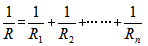 1/R = 1/R₁ + 1/R₂ + ⋯⋯ + 1/Rₙ